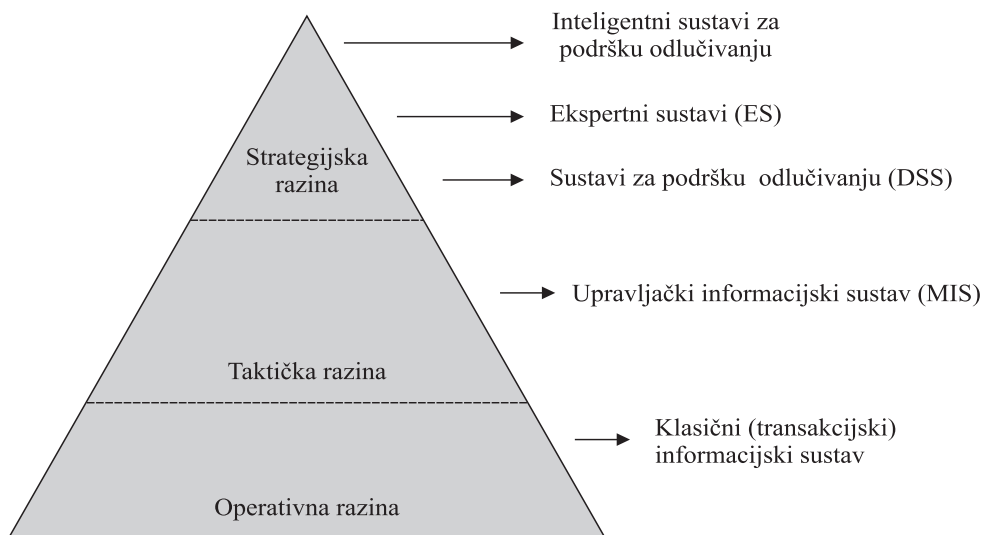 Inteligentni sustavi za
podršku odlučivanju
Ekspertni sustavi (ES)
Strategijska
razina
Sustavi za podršku odlučivanju (DSS)
Upravljački informacijski sustav (MIS)
Taktička razina
Klasični (transakcijski)
informacijski sustav
Operativna razina